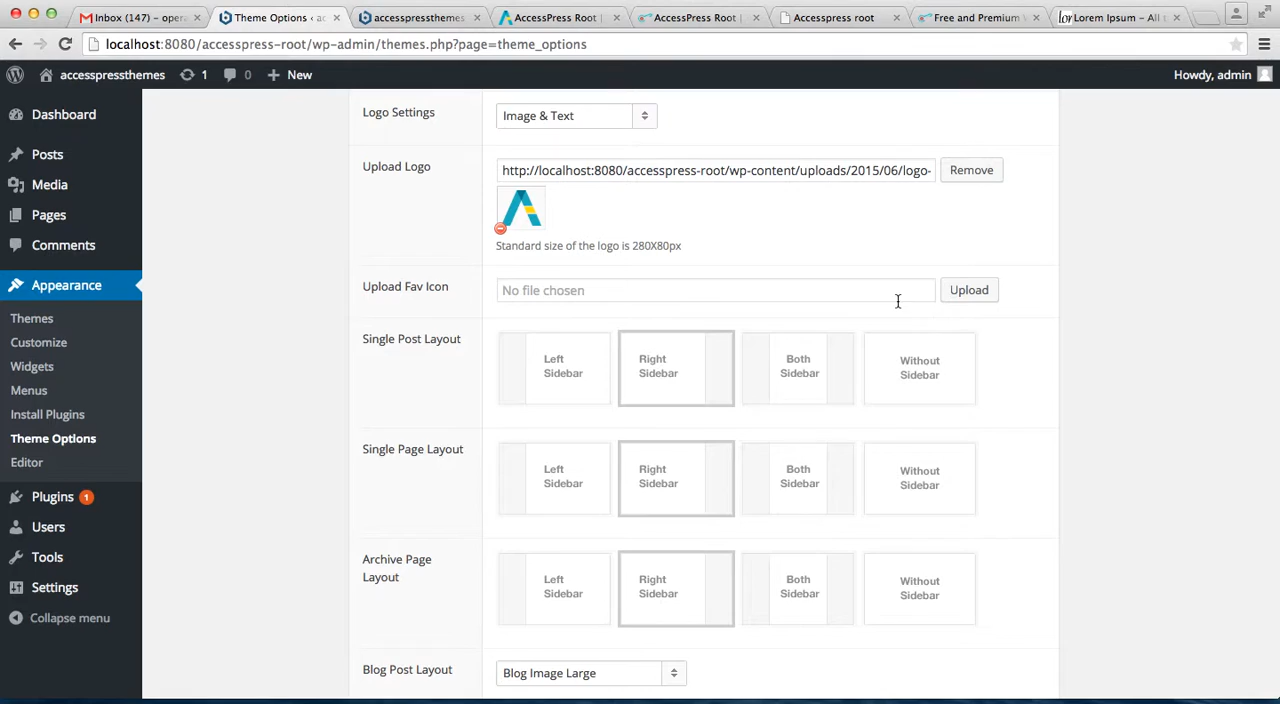 Inbox (147) – oper
Theme Options ‹ ac
accesspressthemes
AccessPress Root |
AccessPress Root |
Accesspress root
Free and Premium
Lorem Ipsum – All t
localhost:8080/accesspress-root/wp-admin/themes.php?page=theme_options
accesspressthemes 1 0 New Howdy, admin
Dashboard
Posts
Media
Pages
Comments
Appearance
Themes
Customize
Widgets
Menus
Install Plugins
Theme Options
Editor
Plugins 1
Users
Tools
Settings
Collapse menu
Logo Settings
Image & Text
Upload Logo
http://localhost:8080/accesspress-root/wp-content/uploads/2015/06/logo-
Remove
Standard size of the logo is 280X80px
Upload Fav Icon
No file chosen
Upload
Single Post Layout
Left
Sidebar
Right
Sidebar
Both
Sidebar
Without
Sidebar
Single Page Layout
Left
Sidebar
Right
Sidebar
Both
Sidebar
Without
Sidebar
Archive Page
Layout
Left
Sidebar
Right
Sidebar
Both
Sidebar
Without
Sidebar
Blog Post Layout
Blog Image Large